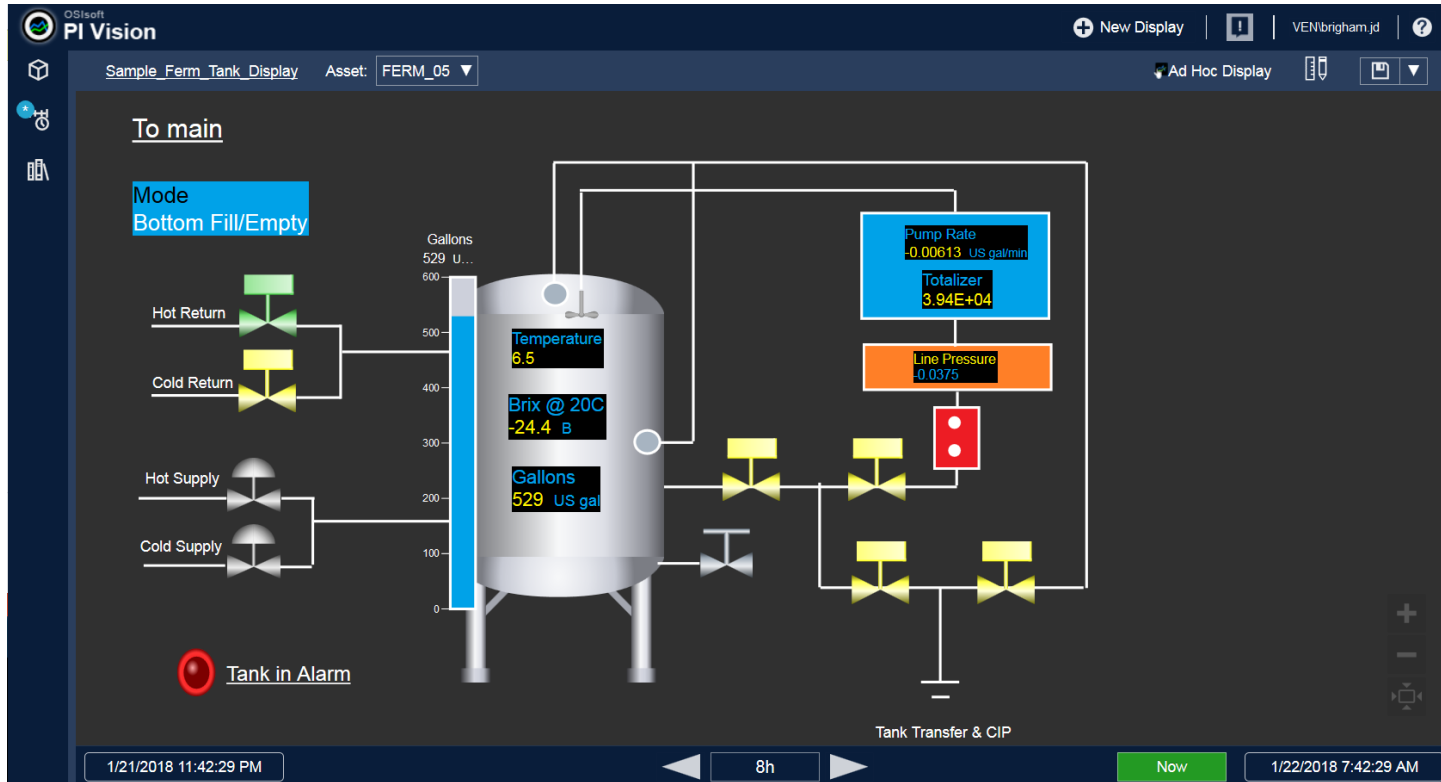 OSIsoft
PI Vision
New Display
VEN\brigham.jd
?
Sample_Ferm_Tank_Display
Asset:
FERM_05
Ad Hoc Display
To main
Mode
Bottom Fill/Empty
Gallons
529 U...
600
500
400
300
200
100
0
Hot Return
Cold Return
Hot Supply
Cold Supply
Temperature
6.5
Brix @ 20C
-24.4 B
Gallons
529 US gal
Pump Rate
-0.00613 US gal/min
Totalizer
3.94E+04
Line Pressure
-0.0375
Tank in Alarm
Tank Transfer & CIP
1/21/2018 11:42:29 PM
8h
Now
1/22/2018 7:42:29 AM